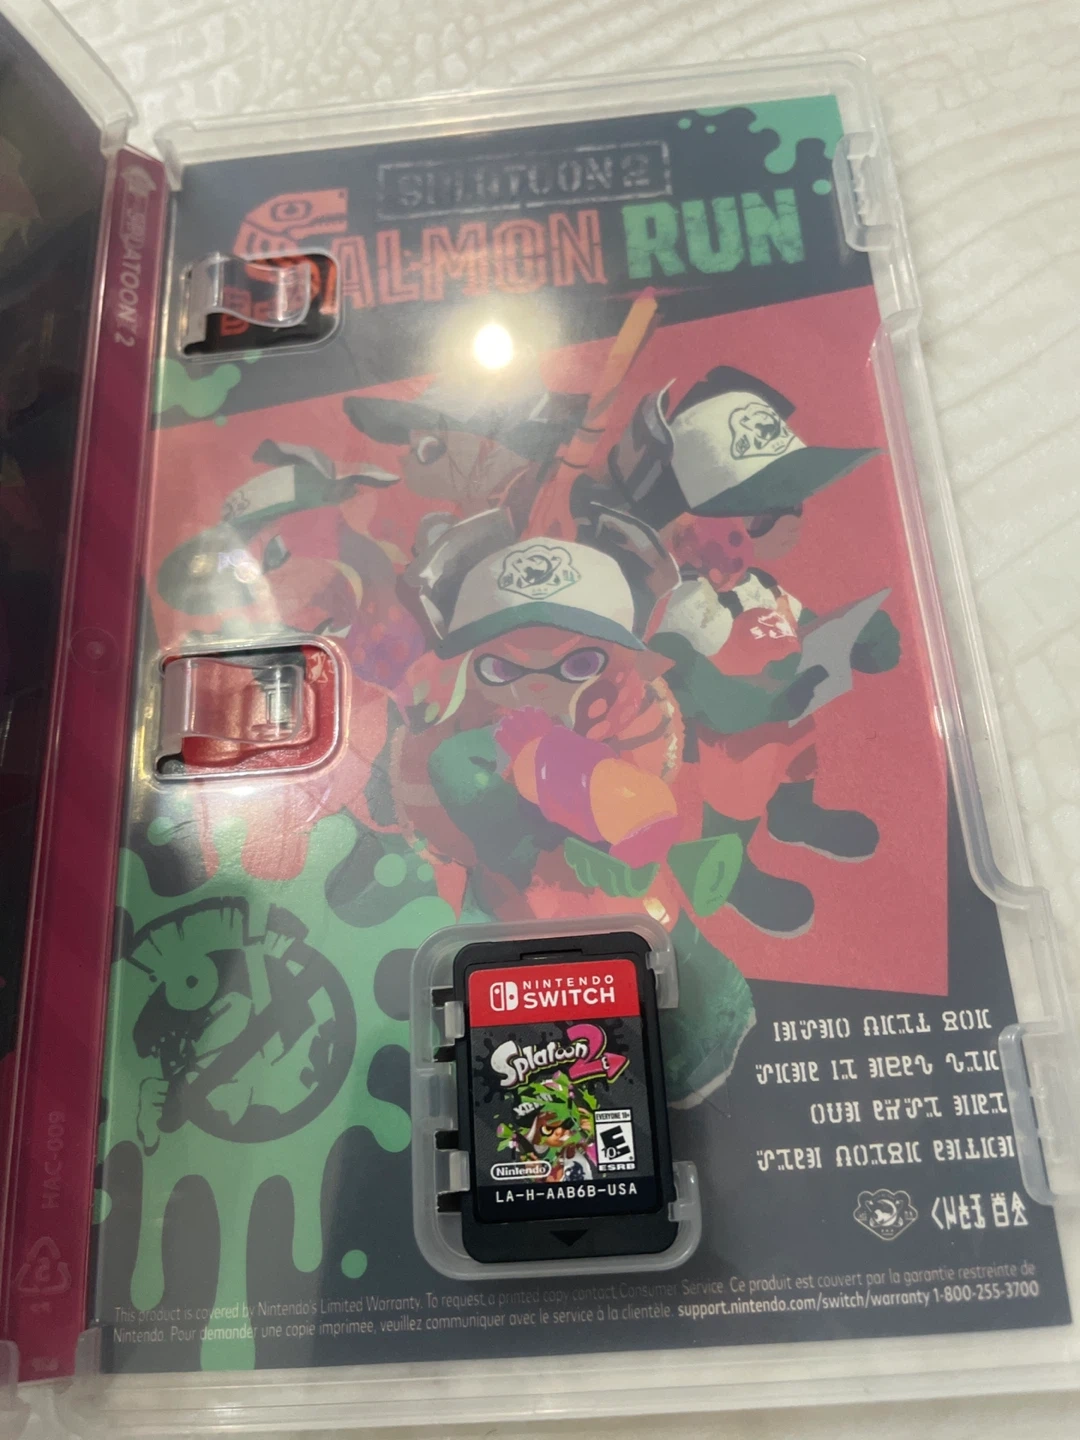 SPLATOON 2
SALMON RUN
SPLATOON 2
HAC-009
NINTENDO
SWITCH
Splatoon 2
EVERYONE 10+
E
10+
ESRB
Nintendo
LA-H-AAB6B-USA
This product is covered by Nintendo's Limited Warranty. To request a printed copy contact Consumer Service. Ce produit est couvert par la garantie restreinte de
Nintendo. Pour demander une copie imprimée, veuillez communiquer avec le service à la clientèle. support.nintendo.com/switch/warranty 1-800-255-3700